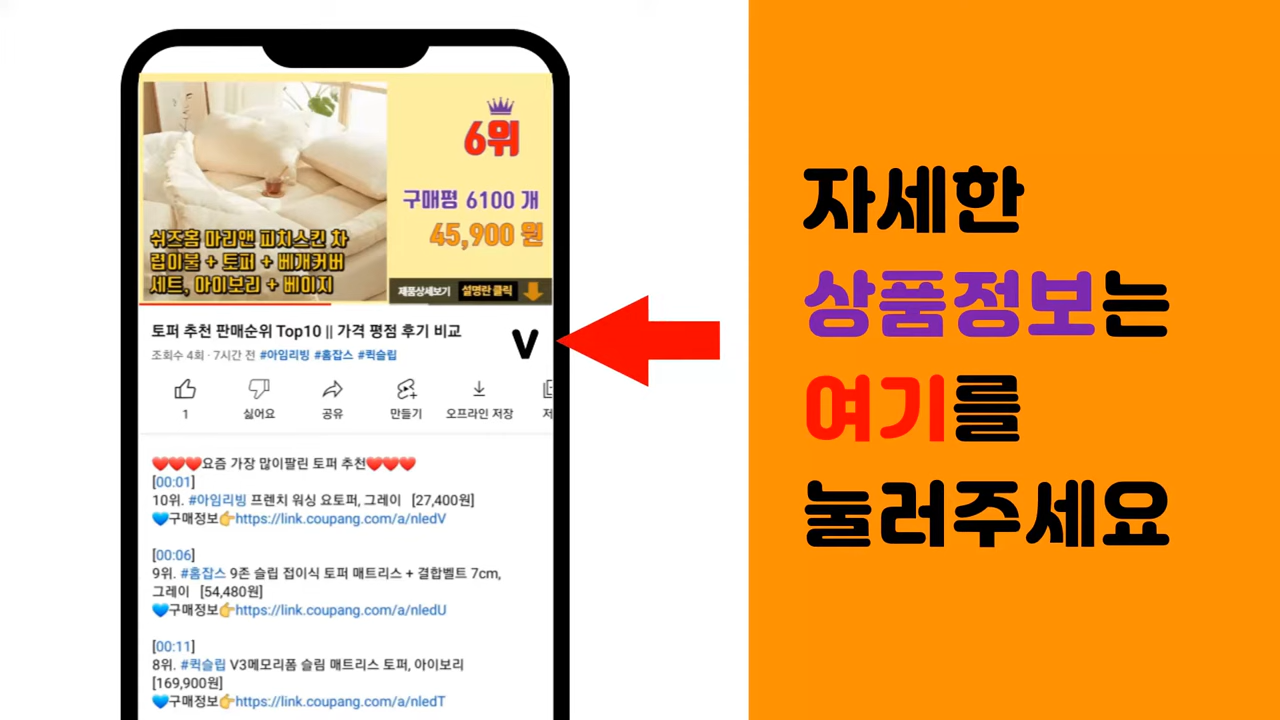 6위
구매평 6100 개
45,900 원
쉬즈홈 마리앤 피치스킨 차
렵이불 + 토퍼 + 베개커버
세트, 아이보리 + 베이지
제품상세보기 설명란 클릭
토퍼 추천 판매순위 Top10 || 가격 평점 후기 비교
V
조회수 4회 · 7시간 전 #아임리빙 #홈잡스 #퀵슬립
1 싫어요 공유 만들기 오프라인 저장 저
❤️❤️❤️요즘 가장 많이팔린 토퍼 추천❤️❤️❤️
[00:01]
10위. #아임리빙 프렌치 워싱 요토퍼, 그레이 [27,400원]
💙구매정보👉https://link.coupang.com/a/nledV
[00:06]
9위. #홈잡스 9존 슬립 접이식 토퍼 매트리스 + 결합벨트 7cm,
그레이 [54,480원]
💙구매정보👉https://link.coupang.com/a/nledU
[00:11]
8위. #퀵슬립 V3메모리폼 슬림 매트리스 토퍼, 아이보리
[169,900원]
💙구매정보👉https://link.coupang.com/a/nledT
자세한
상품정보는
여기를
눌러주세요